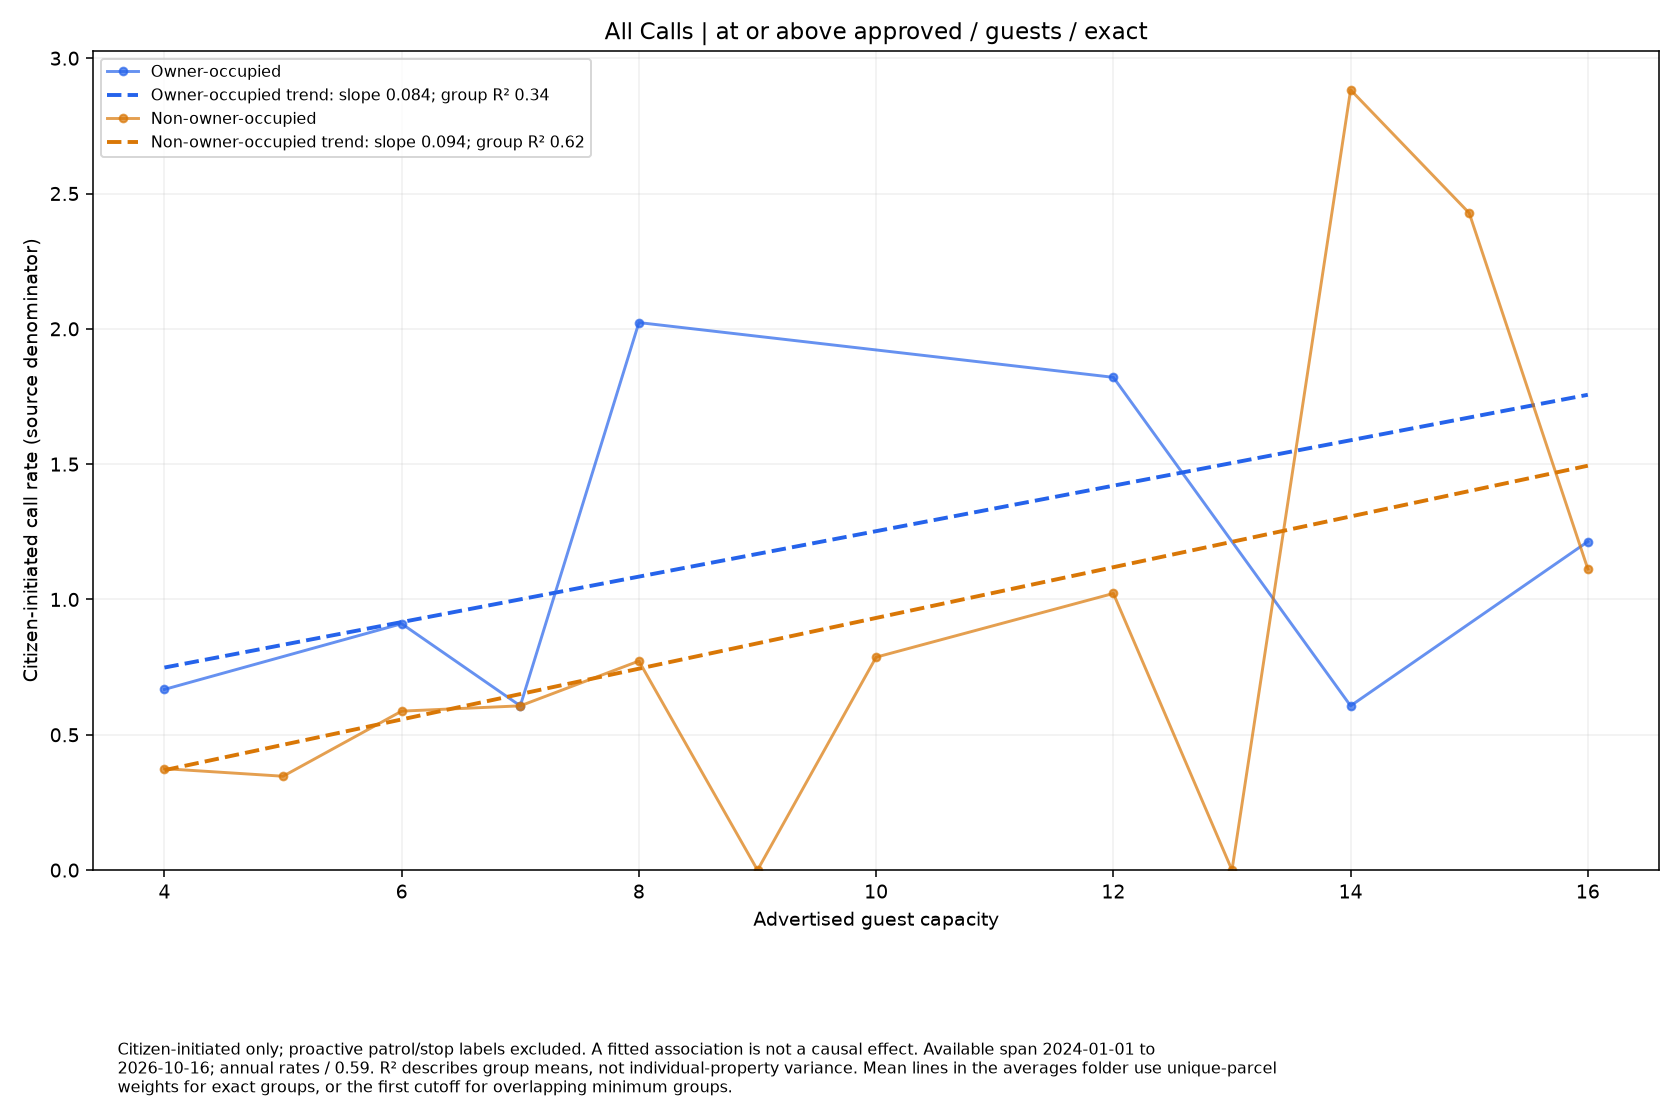 All Calls | at or above approved / guests / exact
Owner-occupied
Owner-occupied trend: slope 0.084; group R² 0.34
Non-owner-occupied
Non-owner-occupied trend: slope 0.094; group R² 0.62
Citizen-initiated call rate (source denominator)
3.0
2.5
2.0
1.5
1.0
0.5
0.0
4 6 8 10 12 14 16
Advertised guest capacity
Citizen-initiated only; proactive patrol/stop labels excluded. A fitted association is not a causal effect. Available span 2024-01-01 to
2026-10-16; annual rates / 0.59. R² describes group means, not individual-property variance. Mean lines in the averages folder use unique-parcel
weights for exact groups, or the first cutoff for overlapping minimum groups.